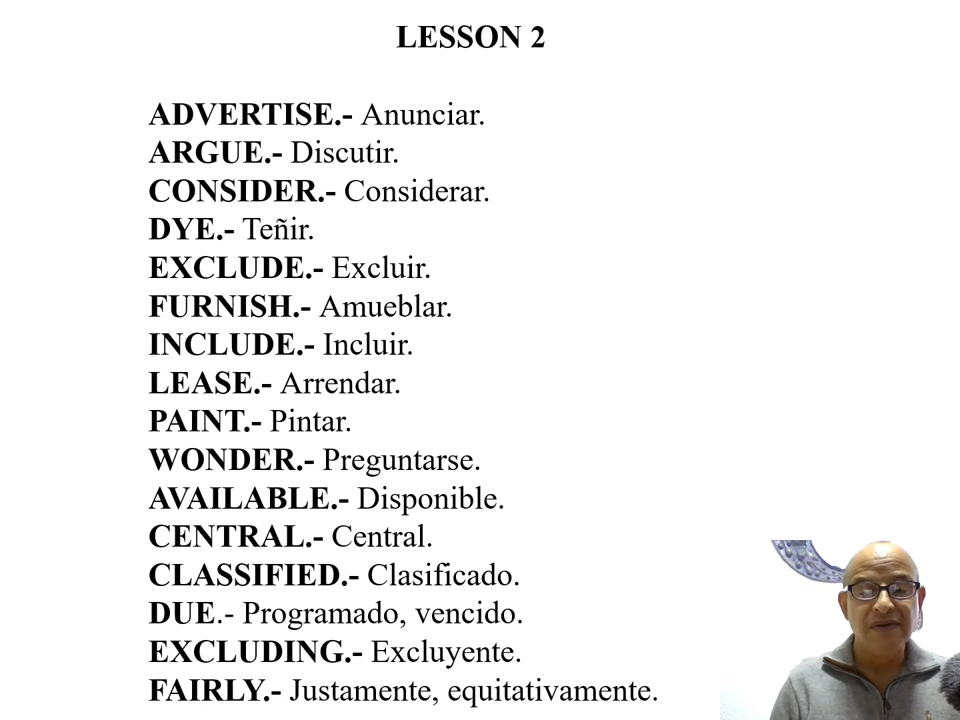 LESSON 2
ADVERTISE.- Anunciar.
ARGUE.- Discutir.
CONSIDER.- Considerar.
DYE.- Teñir.
EXCLUDE.- Excluir.
FURNISH.- Amueblar.
INCLUDE.- Incluir.
LEASE.- Arrendar.
PAINT.- Pintar.
WONDER.- Preguntarse.
AVAILABLE.- Disponible.
CENTRAL.- Central.
CLASSIFIED.- Clasificado.
DUE.- Programado, vencido.
EXCLUDING.- Excluyente.
FAIRLY.- Justamente, equitativamente.